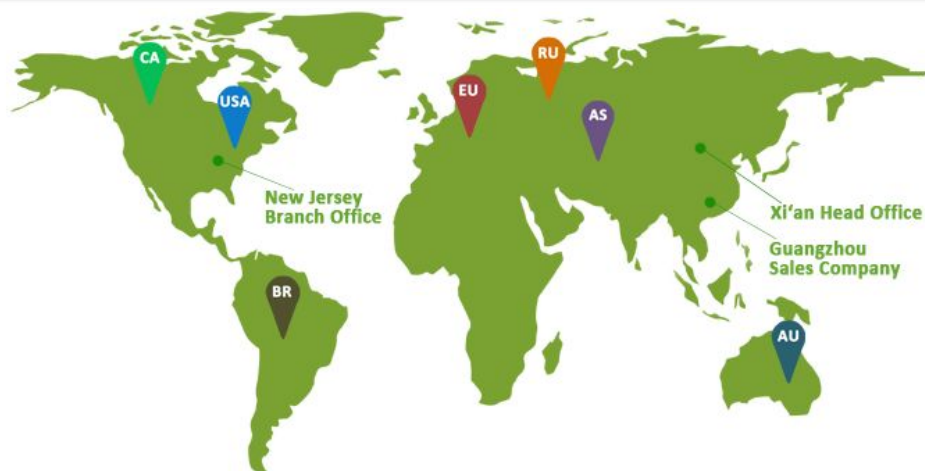 CA
RU
USA
EU
AS
New Jersey
Branch Office
Xi‘an Head Office
Guangzhou
Sales Company
BR
AU